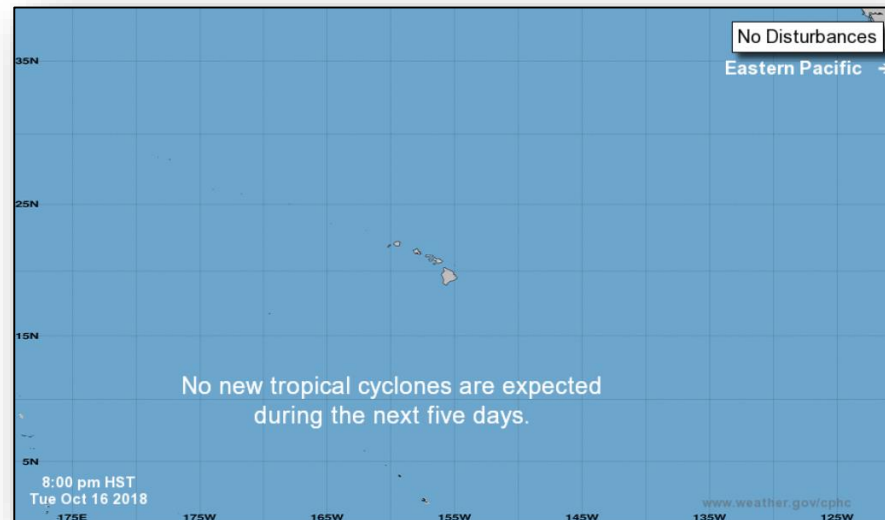 No Disturbances
35N
Eastern Pacific →
25N
15N
No new tropical cyclones are expected
during the next five days.
5N
8:00 pm HST
Tue Oct 16 2018
www.weather.gov/cphc
175E 175W 165W 155W 145W 135W 125W